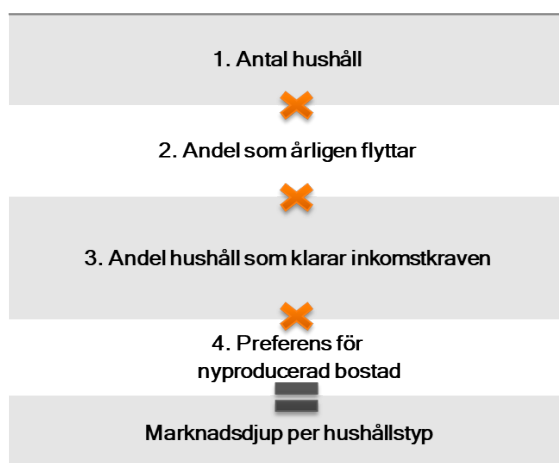 1. Antal hushåll
2. Andel som årligen flyttar
3. Andel hushåll som klarar inkomstkraven
4. Preferens för
nyproducerad bostad
Marknadsdjup per hushållstyp